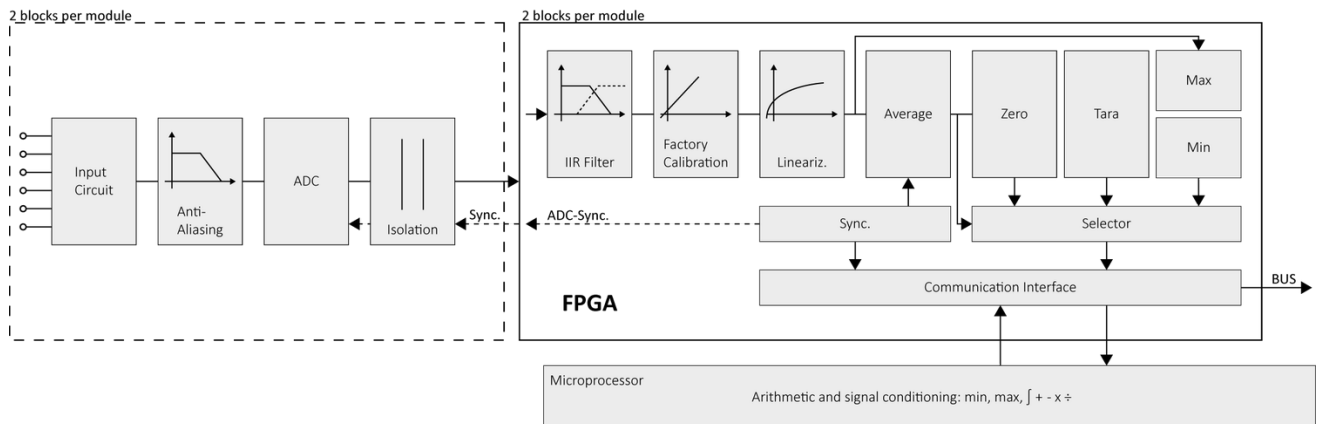 2 blocks per module
2 blocks per module
Input
Circuit
Anti-
Aliasing
ADC
Isolation
Sync.
ADC-Sync.
IIR Filter
Factory
Calibration
Lineariz.
Average
Zero
Tara
Max
Min
Sync.
Selector
Communication Interface
BUS
FPGA
Microprocessor
Arithmetic and signal conditioning: min, max, ∫ + - x ÷